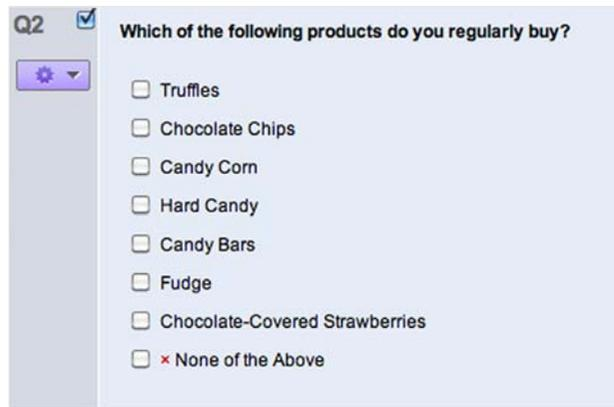 Q2
Which of the following products do you regularly buy?
Truffles
Chocolate Chips
Candy Corn
Hard Candy
Candy Bars
Fudge
Chocolate-Covered Strawberries
× None of the Above